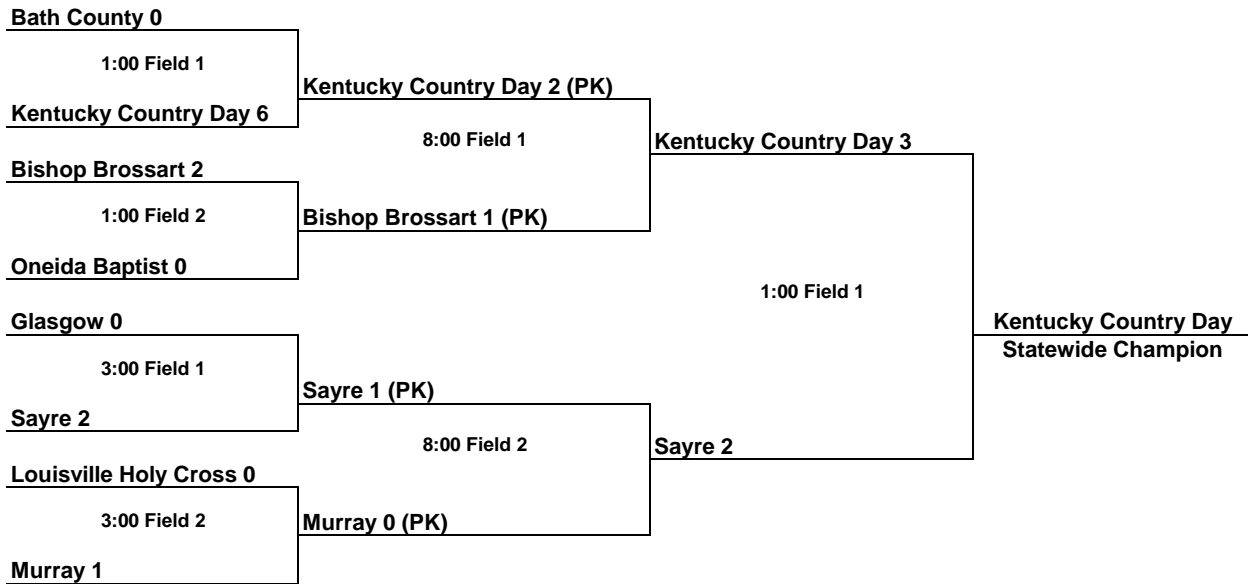 Bath County 0
1:00 Field 1
Kentucky Country Day 6
Kentucky Country Day 2 (PK)
8:00 Field 1
Bishop Brossart 2
1:00 Field 2
Oneida Baptist 0
Bishop Brossart 1 (PK)
Kentucky Country Day 3
1:00 Field 1
Glasgow 0
3:00 Field 1
Sayre 2
Sayre 1 (PK)
8:00 Field 2
Louisville Holy Cross 0
3:00 Field 2
Murray 1
Murray 0 (PK)
Sayre 2
Kentucky Country Day
Statewide Champion